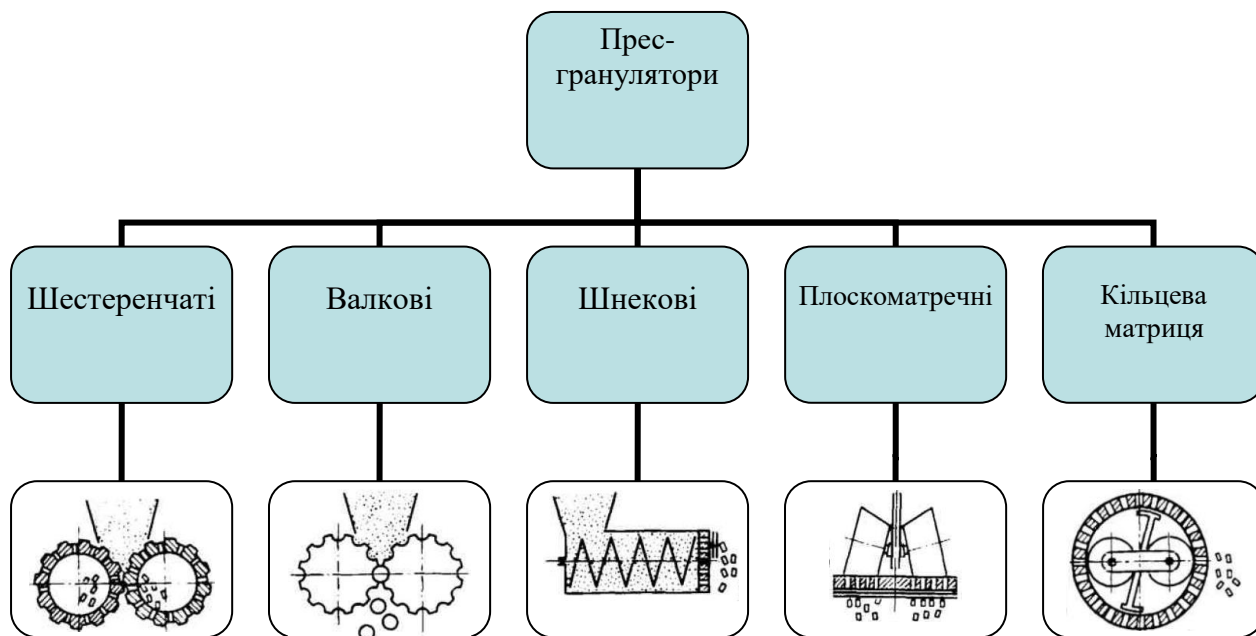 Прес-
гранулятори
Шестеренчаті
Валкові
Шнекові
Плоскоматречні
Кільцева
матриця